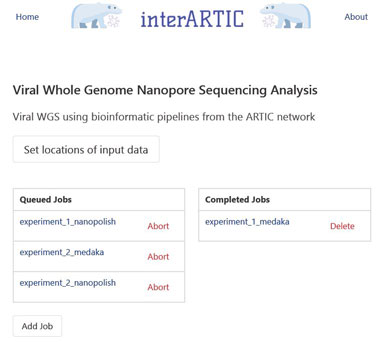 Home
interARTIC
About
Viral Whole Genome Nanopore Sequencing Analysis
Viral WGS using bioinformatic pipelines from the ARTIC network
Set locations of input data
Queued Jobs
experiment_1_nanopolish Abort
experiment_2_medaka Abort
experiment_2_nanopolish Abort
Completed Jobs
experiment_1_medaka Delete
Add Job